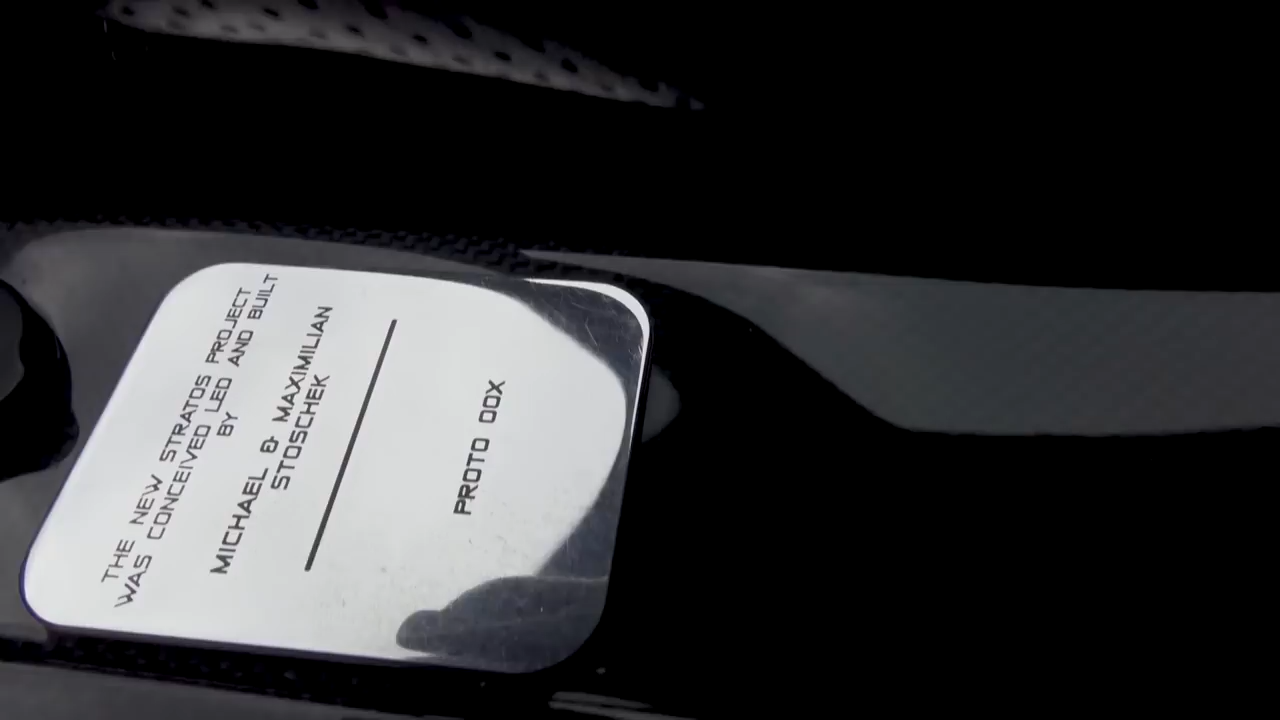 THE NEW STRATOS PROJECT
WAS CONCEIVED LED AND BUILT
BY
MICHAEL & MAXIMILIAN
STOSCHEK
PROTO 00X